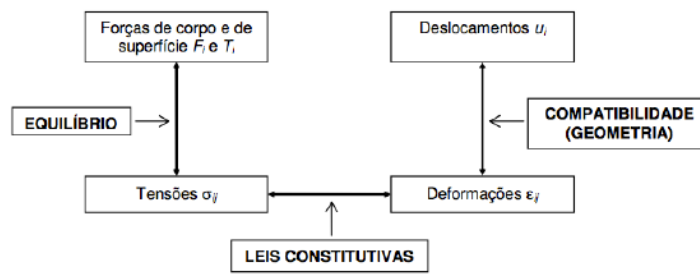 Forças de corpo e de
superfície Fᵢ e Tᵢ
Deslocamentos uᵢ
EQUILÍBRIO
COMPATIBILIDADE
(GEOMETRIA)
Tensões σᵢⱼ
Deformações εᵢⱼ
LEIS CONSTITUTIVAS